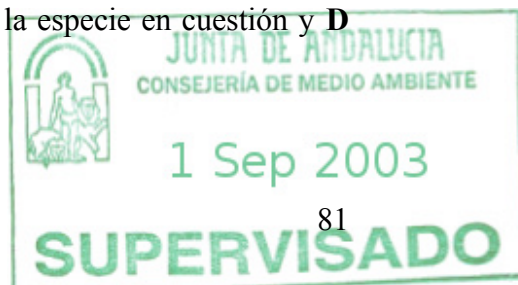 la especie en cuestión y D
JUNTA DE ANDALUCIA
CONSEJERÍA DE MEDIO AMBIENTE
1 Sep 2003
81
SUPERVISADO